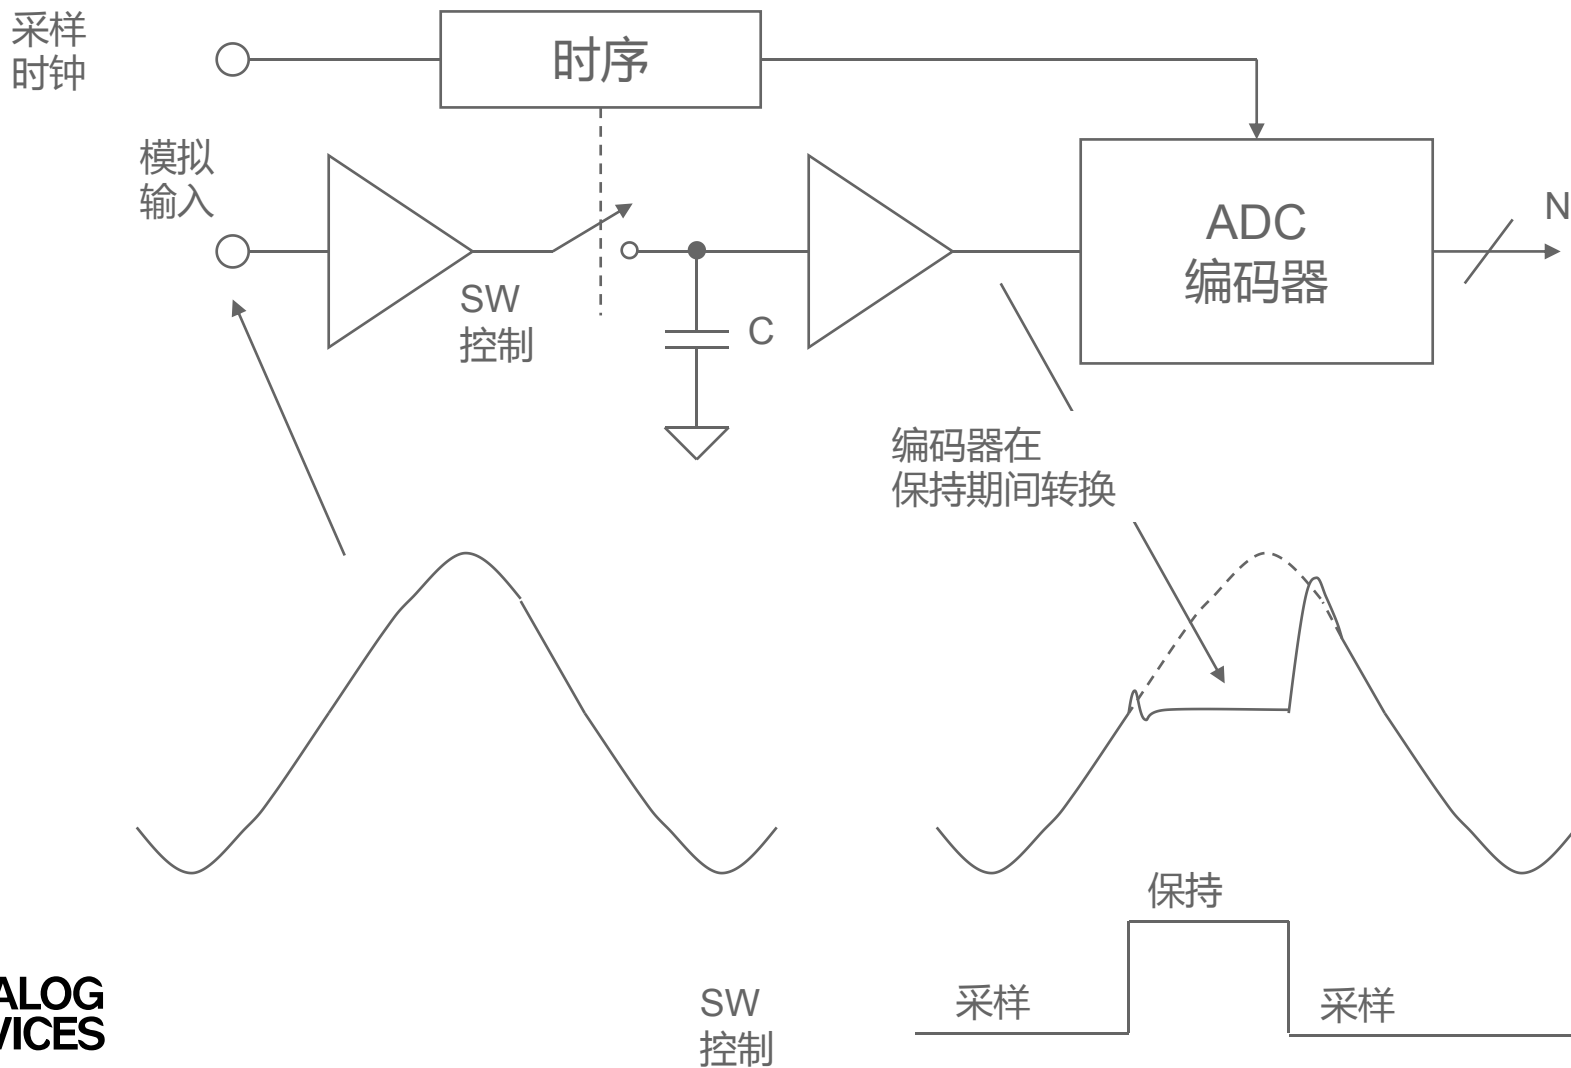 采样
时钟
时序
模拟
输入
ADC
编码器
N
SW
控制
C
编码器在
保持期间转换
保持
采样
采样
SW
控制
ALOG
VICES